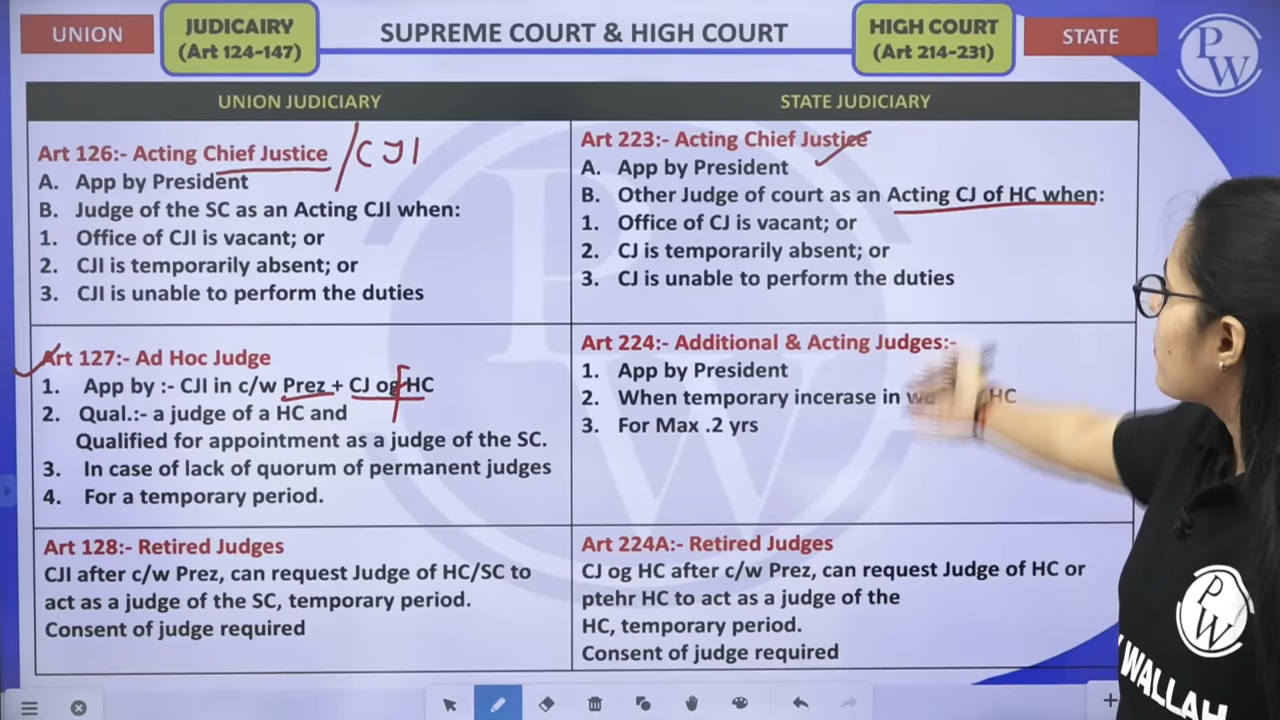 UNION
JUDICAIRY
(Art 124-147)
SUPREME COURT & HIGH COURT
HIGH COURT
(Art 214-231)
STATE
PW
UNION JUDICIARY
STATE JUDICIARY
Art 126:- Acting Chief Justice / CJI
A. App by President
B. Judge of the SC as an Acting CJI when:
1. Office of CJI is vacant; or
2. CJI is temporarily absent; or
3. CJI is unable to perform the duties
Art 223:- Acting Chief Justice
A. App by President
B. Other Judge of court as an Acting CJ of HC when:
1. Office of CJ is vacant; or
2. CJ is temporarily absent; or
3. CJ is unable to perform the duties
Art 127:- Ad Hoc Judge
1. App by :- CJI in c/w Prez + CJ og HC
2. Qual.:- a judge of a HC and
Qualified for appointment as a judge of the SC.
3. In case of lack of quorum of permanent judges
4. For a temporary period.
Art 224:- Additional & Acting Judges:-
1. App by President
2. When temporary incerase in HC
3. For Max .2 yrs
Art 128:- Retired Judges
CJI after c/w Prez, can request Judge of HC/SC to
act as a judge of the SC, temporary period.
Consent of judge required
Art 224A:- Retired Judges
CJ og HC after c/w Prez, can request Judge of HC or
ptehr HC to act as a judge of the
HC, temporary period.
Consent of judge required
PW
PW
WALLAH